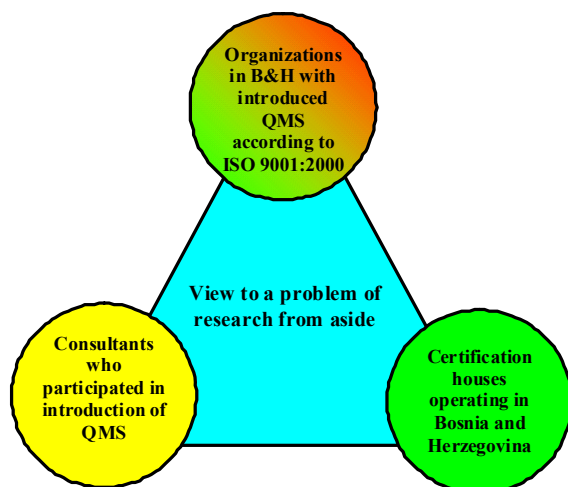 Organizations
in B&H with
introduced
QMS
according to
ISO 9001:2000
View to a problem of
research from aside
Consultants
who
participated in
introduction of
QMS
Certification
houses
operating in
Bosnia and
Herzegovina